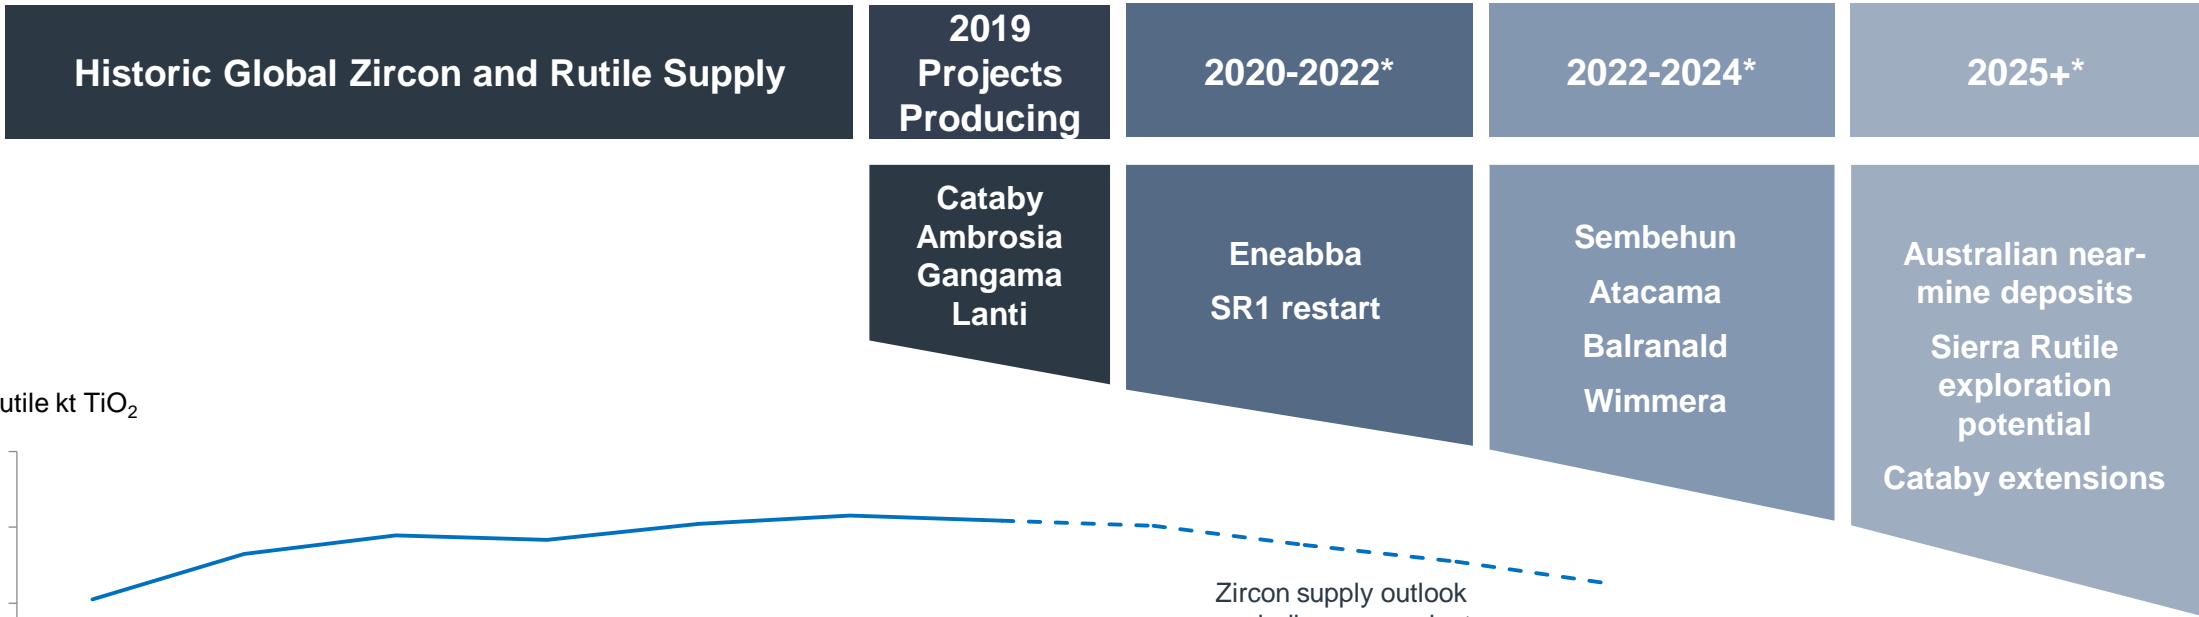 Historic Global Zircon and Rutile Supply
2019
Projects
Producing
2020-2022*
2022-2024*
2025+*
Cataby
Ambrosia
Gangama
Lanti
Eneabba
SR1 restart
Sembehun
Atacama
Balranald
Wimmera
Australian near-
mine deposits
Sierra Rutile
exploration
potential
Cataby extensions
utile kt TiO₂
Zircon supply outlook